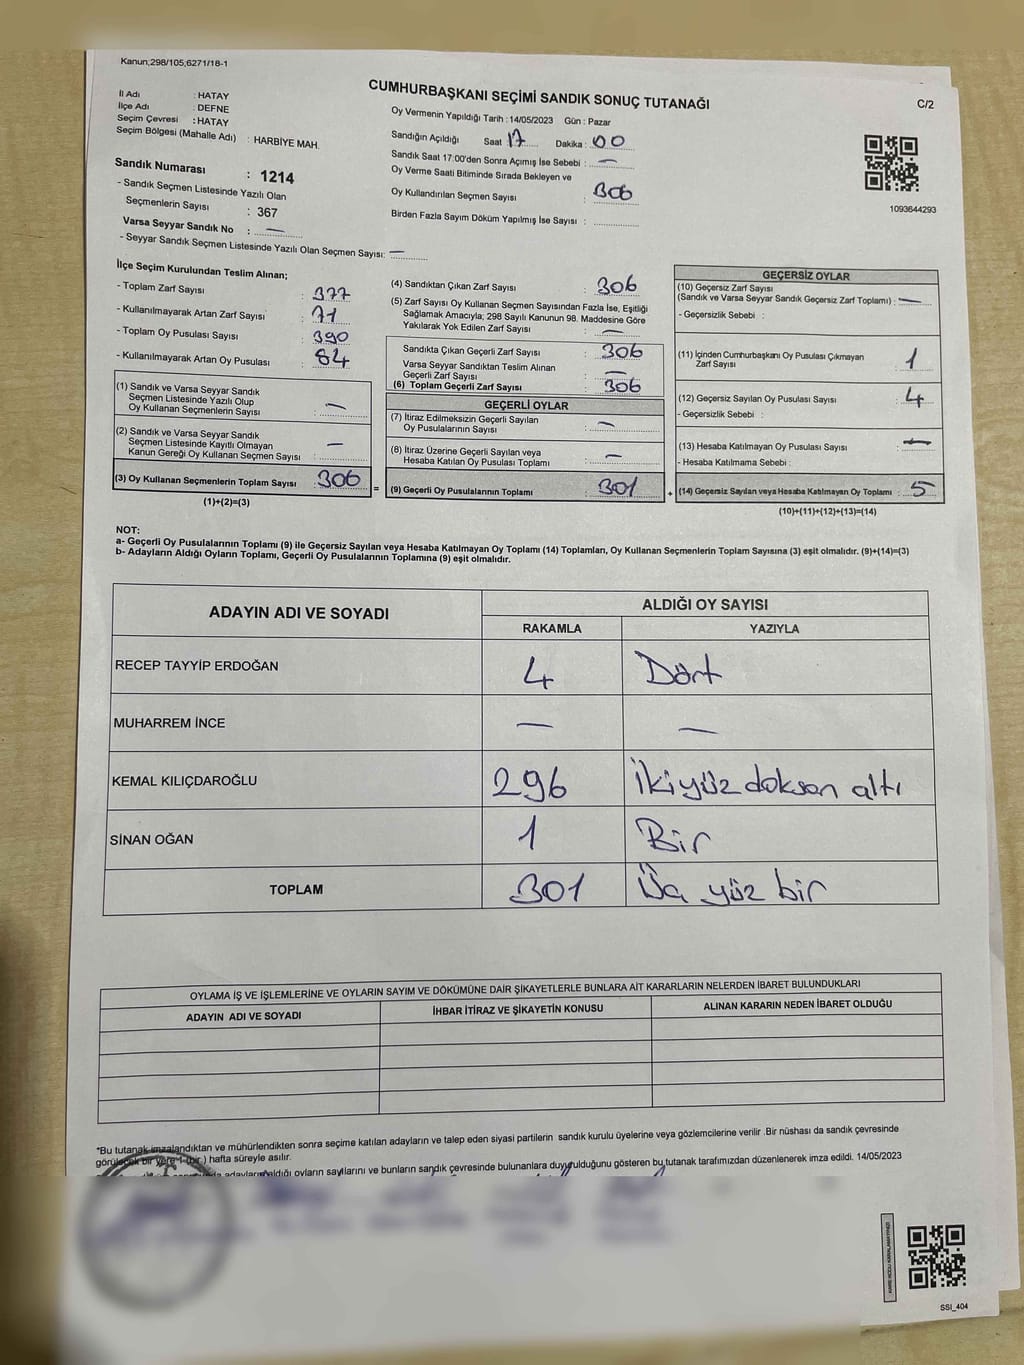 Kanun;298/105,6271/18-1
CUMHURBAŞKANI SEÇİMİ SANDIK SONUÇ TUTANAĞI
C/2
İl Adı : HATAY
İlçe Adı : DEFNE
Seçim Çevresi : HATAY
Seçim Bölgesi (Mahalle Adı) : HARBİYE MAH.
Sandık Numarası : 1214
- Sandık Seçmen Listesinde Yazılı Olan
Seçmenlerin Sayısı : 367
Varsa Seyyar Sandık No : —
- Seyyar Sandık Seçmen Listesinde Yazılı Olan Seçmen Sayısı: —
Oy Vermenin Yapıldığı Tarih : 14/05/2023 Gün : Pazar
Sandığın Açıldığı Saat 17 Dakika : 00
Sandık Saat 17:00'den Sonra Açımış İse Sebebi : —
Oy Verme Saati Bitiminde Sırada Bekleyen ve
Oy Kullandırılan Seçmen Sayısı : 306
Birden Fazla Sayım Döküm Yapılmış İse Sayısı :
1093644293
İlçe Seçim Kurulundan Teslim Alınan;
- Toplam Zarf Sayısı : 377
- Kullanılmayarak Artan Zarf Sayısı : 71
- Toplam Oy Pusulası Sayısı : 390
- Kullanılmayarak Artan Oy Pusulası : 84
(1) Sandık ve Varsa Seyyar Sandık
Seçmen Listesinde Yazılı Olup
Oy Kullanan Seçmenlerin Sayısı : —
(2) Sandık ve Varsa Seyyar Sandık
Seçmen Listesinde Kayıtlı Olmayan
Kanun Gereği Oy Kullanan Seçmen Sayısı : —
(3) Oy Kullanan Seçmenlerin Toplam Sayısı : 306 =
(1)+(2)=(3)
(4) Sandıktan Çıkan Zarf Sayısı : 306
(5) Zarf Sayısı Oy Kullanan Seçmen Sayısından Fazla İse, Eşitliği
Sağlamak Amacıyla; 298 Sayılı Kanunun 98. Maddesine Göre
Yakılarak Yok Edilen Zarf Sayısı : —
Sandıkta Çıkan Geçerli Zarf Sayısı : 306
Varsa Seyyar Sandıktan Teslim Alınan
Geçerli Zarf Sayısı : —
(6) Toplam Geçerli Zarf Sayısı : 306
GEÇERLİ OYLAR
(7) İtiraz Edilmeksizin Geçerli Sayılan
Oy Pusulalarının Sayısı : —
(8) İtiraz Üzerine Geçerli Sayılan veya
Hesaba Katılan Oy Pusulası Toplamı : —
(9) Geçerli Oy Pusulalarının Toplamı : 301 +
GEÇERSİZ OYLAR
(10) Geçersiz Zarf Sayısı
(Sandık ve Varsa Seyyar Sandık Geçersiz Zarf Toplamı) : —
- Geçersizlik Sebebi :
(11) İçinden Cumhurbaşkanı Oy Pusulası Çıkmayan
Zarf Sayısı : 1
(12) Geçersiz Sayılan Oy Pusulası Sayısı : 4
- Geçersizlik Sebebi :
(13) Hesaba Katılmayan Oy Pusulası Sayısı : —
- Hesaba Katılmama Sebebi :
(14) Geçersiz Sayılan veya Hesaba Katılmayan Oy Toplamı : 5
(10)+(11)+(12)+(13)=(14)
NOT:
a- Geçerli Oy Pusulalarının Toplamı (9) ile Geçersiz Sayılan veya Hesaba Katılmayan Oy Toplamı (14) Toplamları, Oy Kullanan Seçmenlerin Toplam Sayısına (3) eşit olmalıdır. (9)+(14)=(3)
b- Adayların Aldığı Oyların Toplamı, Geçerli Oy Pusulalarının Toplamına (9) eşit olmalıdır.
ADAYIN ADI VE SOYADI ALDIĞI OY SAYISI
RAKAMLA YAZIYLA
RECEP TAYYİP ERDOĞAN 4 Dört
MUHARREM İNCE — —
KEMAL KILIÇDAROĞLU 296 İkiyüz doksan altı
SİNAN OĞAN 1 Bir
TOPLAM 301 Üç yüz bir
OYLAMA İŞ VE İŞLEMLERİNE VE OYLARIN SAYIM VE DÖKÜMÜNE DAİR ŞİKAYETLERLE BUNLARA AİT KARARLARIN NELERDEN İBARET BULUNDUKLARI
ADAYIN ADI VE SOYADI İHBAR İTİRAZ VE ŞİKAYETİN KONUSU ALINAN KARARIN NEDEN İBARET OLDUĞU
*Bu tutanak imzalandıktan ve mühürlendikten sonra seçime katılan adayların ve talep eden siyasi partilerin sandık kurulu üyelerine veya gözlemcilerine verilir .Bir nüshası da sandık çevresinde
görülecek bir yere 1 (bir ) hafta süreyle asılır.
adayların aldığı oyların sayılarını ve bunların sandık çevresinde bulunanlara duyurulduğunu gösteren bu tutanak tarafımızdan düzenlenerek imza edildi. 14/05/2023
SSI_404